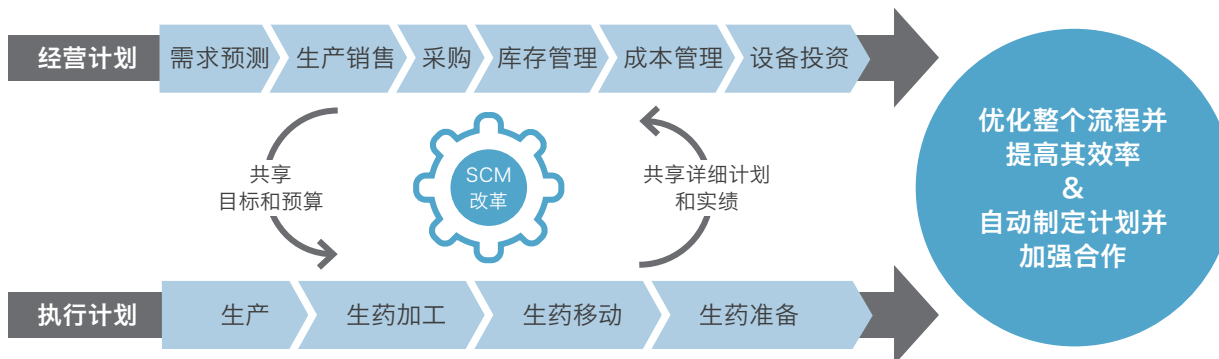 经营计划
需求预测
生产销售
采购
库存管理
成本管理
设备投资
共享
目标和预算
SCM
改革
共享详细计划
和实绩
优化整个流程并
提高其效率
&
自动制定计划并
加强合作
执行计划
生产
生药加工
生药移动
生药准备